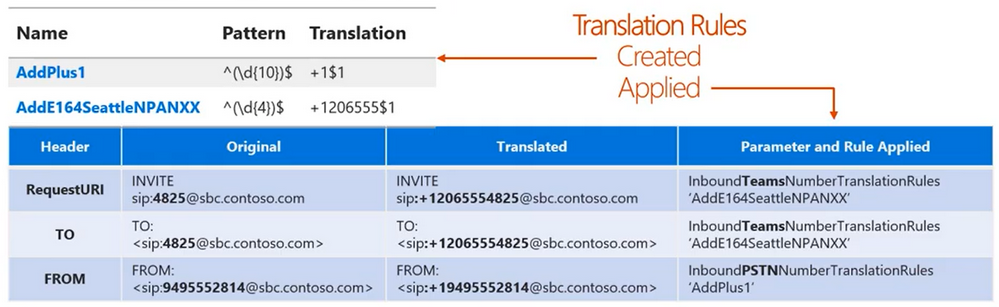 Translation Rules
Created
Applied
Name Pattern Translation
AddPlus1 ^(\d{10})$ +1$1
AddE164SeattleNPANXX ^(\d{4})$ +1206555$1
Header Original Translated Parameter and Rule Applied
RequestURI
INVITE
sip:4825@sbc.contoso.com
INVITE
sip:+12065554825@sbc.contoso.com
InboundTeamsNumberTranslationRules
‘AddE164SeattleNPANXX’
TO
TO:
<sip:4825@sbc.contoso.com>
TO:
<sip:+12065554825@sbc.contoso.com>
InboundTeamsNumberTranslationRules
‘AddE164SeattleNPANXX’
FROM
FROM:
<sip:9495552814@sbc.contoso.com>
FROM:
<sip:+19495552814@sbc.contoso.com>
InboundPSTNNumberTranslationRules
‘AddPlus1’